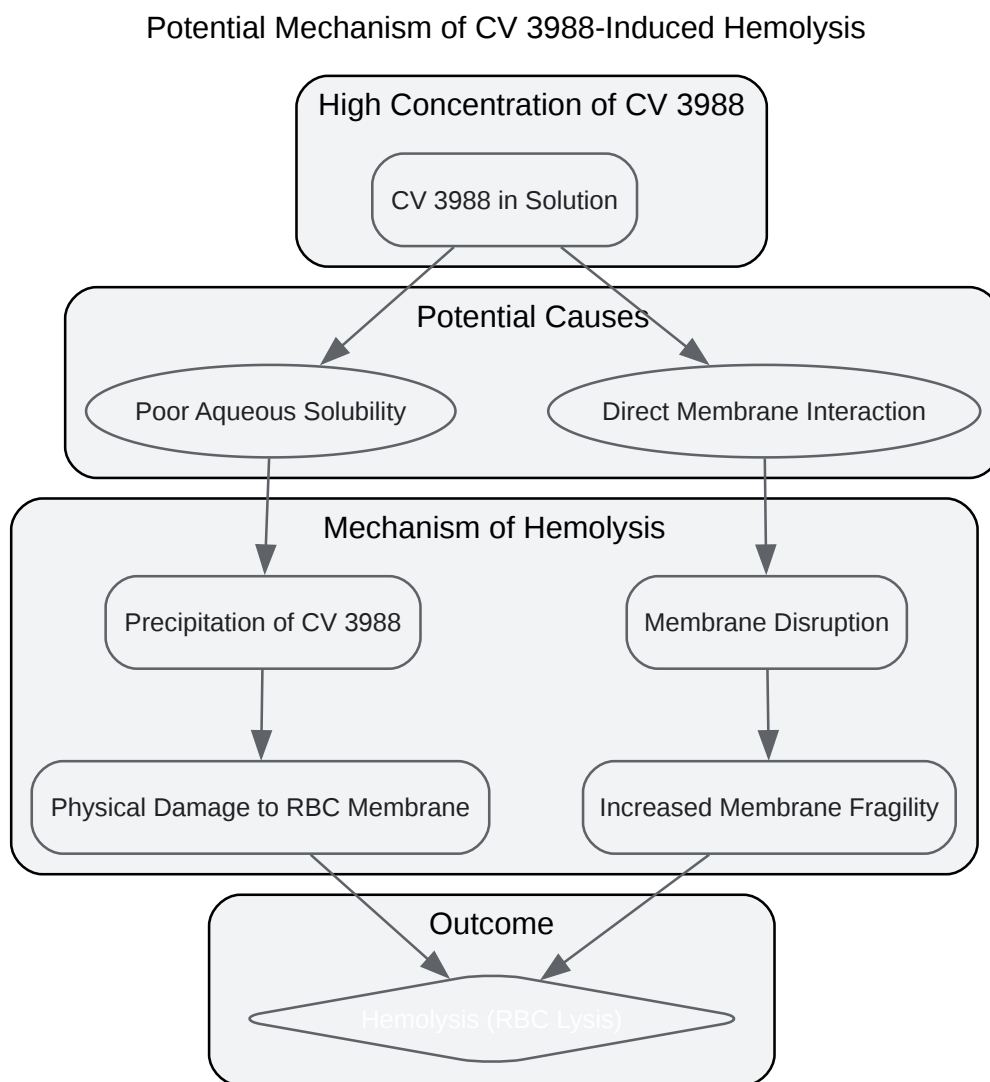 Potential Mechanism of CV 3988-Induced Hemolysis
High Concentration of CV 3988
CV 3988 in Solution
Potential Causes
Poor Aqueous Solubility
Direct Membrane Interaction
Mechanism of Hemolysis
Precipitation of CV 3988
Membrane Disruption
Physical Damage to RBC Membrane
Increased Membrane Fragility
Outcome
Hemolysis (RBC Lysis)